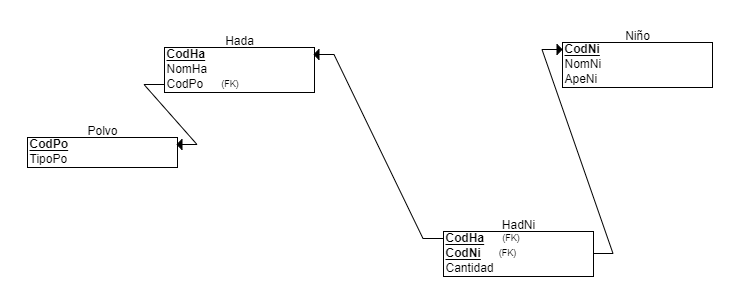 Hada
CodHa
NomHa
CodPo (FK)
Niño
CodNi
NomNi
ApeNi
Polvo
CodPo
TipoPo
HadNi
CodHa (FK)
CodNi (FK)
Cantidad